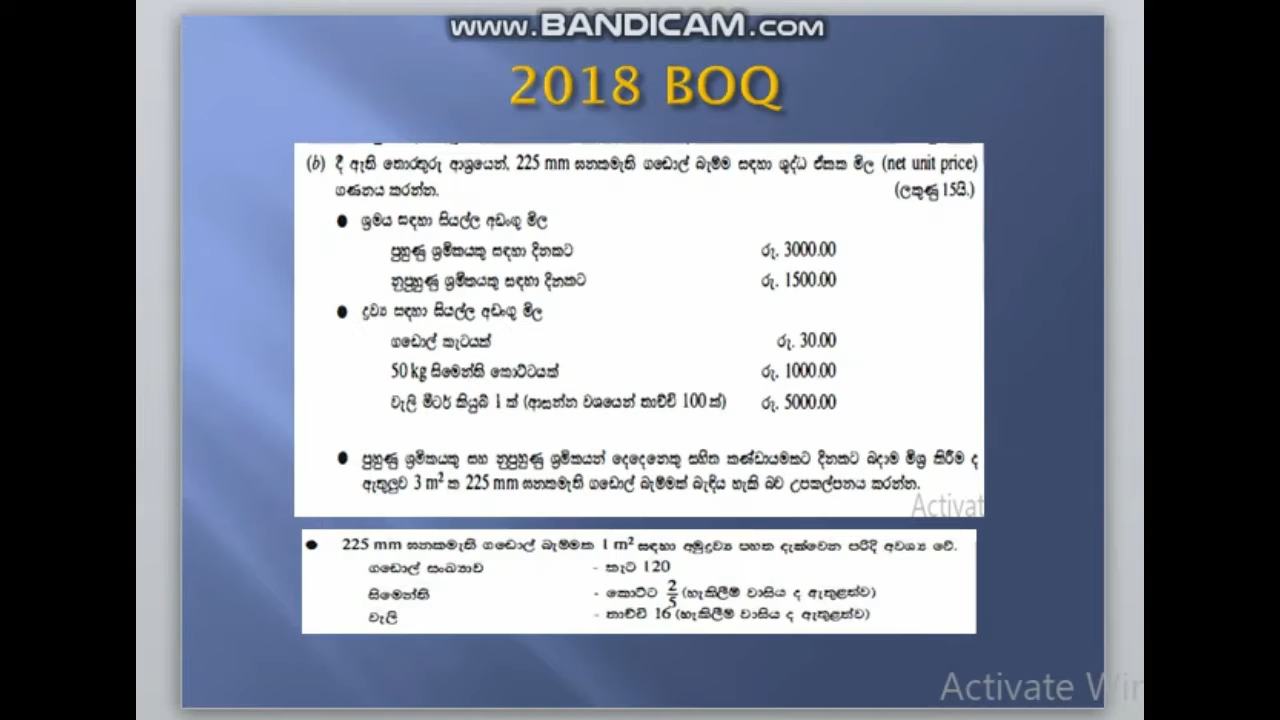 www.BANDICAM.com
2018 BOQ
(b) දී ඇති තොරතුරු ආශ්‍රයෙන්, 225 mm ඝනකමැති ගඩොල් බැම්ම සඳහා ශුද්ධ ඒකක මිල (net unit price)
ගණනය කරන්න. (ලකුණු 15යි.)
● ශ්‍රමය සඳහා සියල්ල අඩංගු මිල
පුහුණු ශ්‍රමිකයකු සඳහා දිනකට රු. 3000.00
නුපුහුණු ශ්‍රමිකයකු සඳහා දිනකට රු. 1500.00
● ද්‍රව්‍ය සඳහා සියල්ල අඩංගු මිල
ගඩොල් කැටයක් රු. 30.00
50 kg සිමෙන්ති කොට්ටයක් රු. 1000.00
වැලි මීටර් කියුබ් 1 ක් (ආසන්න වශයෙන් තාච්චි 100 ක්) රු. 5000.00
● පුහුණු ශ්‍රමිකයකු සහ නුපුහුණු ශ්‍රමිකයන් දෙදෙනෙකු සහිත කණ්ඩායමකට දිනකට බදාම මිශ්‍ර කිරීම ද
ඇතුලුව 3 m² ක 225 mm ඝනකමැති ගඩොල් බැම්මක් බැඳිය හැකි බව උපකල්පනය කරන්න.
Activat
● 225 mm ඝනකමැති ගඩොල් බැම්මක 1 m² සඳහා අමුද්‍රව්‍ය පහත දැක්වෙන පරිදි අවශ්‍ය වේ.
ගඩොල් සංඛ්‍යාව - කැට 120
සිමෙන්ති - කොට්ට 2/5 (හැකිලීම් වාසිය ද ඇතුළත්ව)
වැලි - තාච්චි 16 (හැකිලීම් වාසිය ද ඇතුළත්ව)
Activate Win